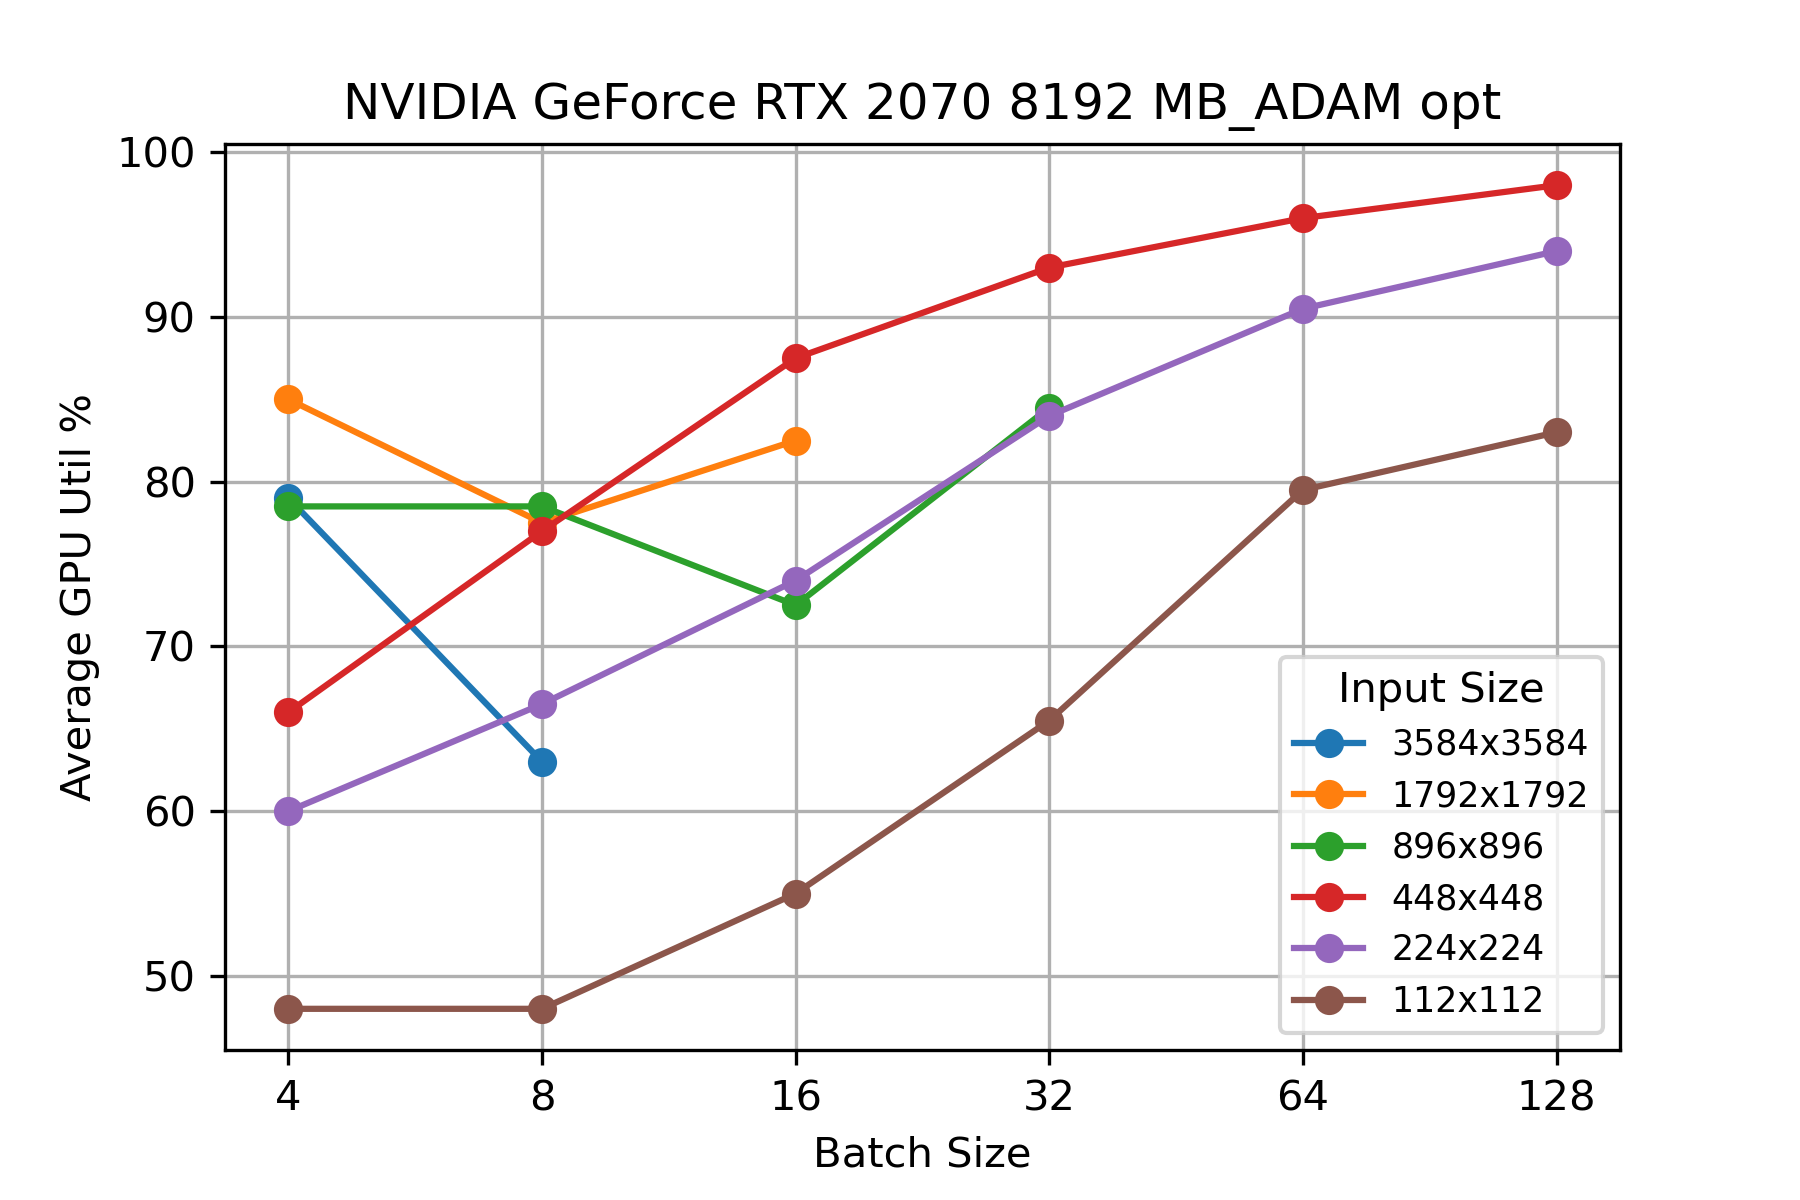 NVIDIA GeForce RTX 2070 8192 MB_ADAM opt
100
90
80
70
60
50
Average GPU Util %
4 8 16 32 64 128
Batch Size
Input Size
3584x3584
1792x1792
896x896
448x448
224x224
112x112